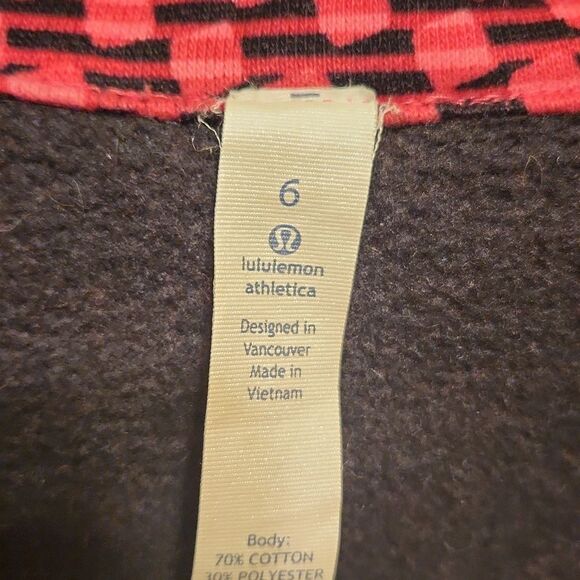 6
lululemon
athletica
Designed in
Vancouver
Made in
Vietnam
Body:
70% COTTON
30% POLYESTER